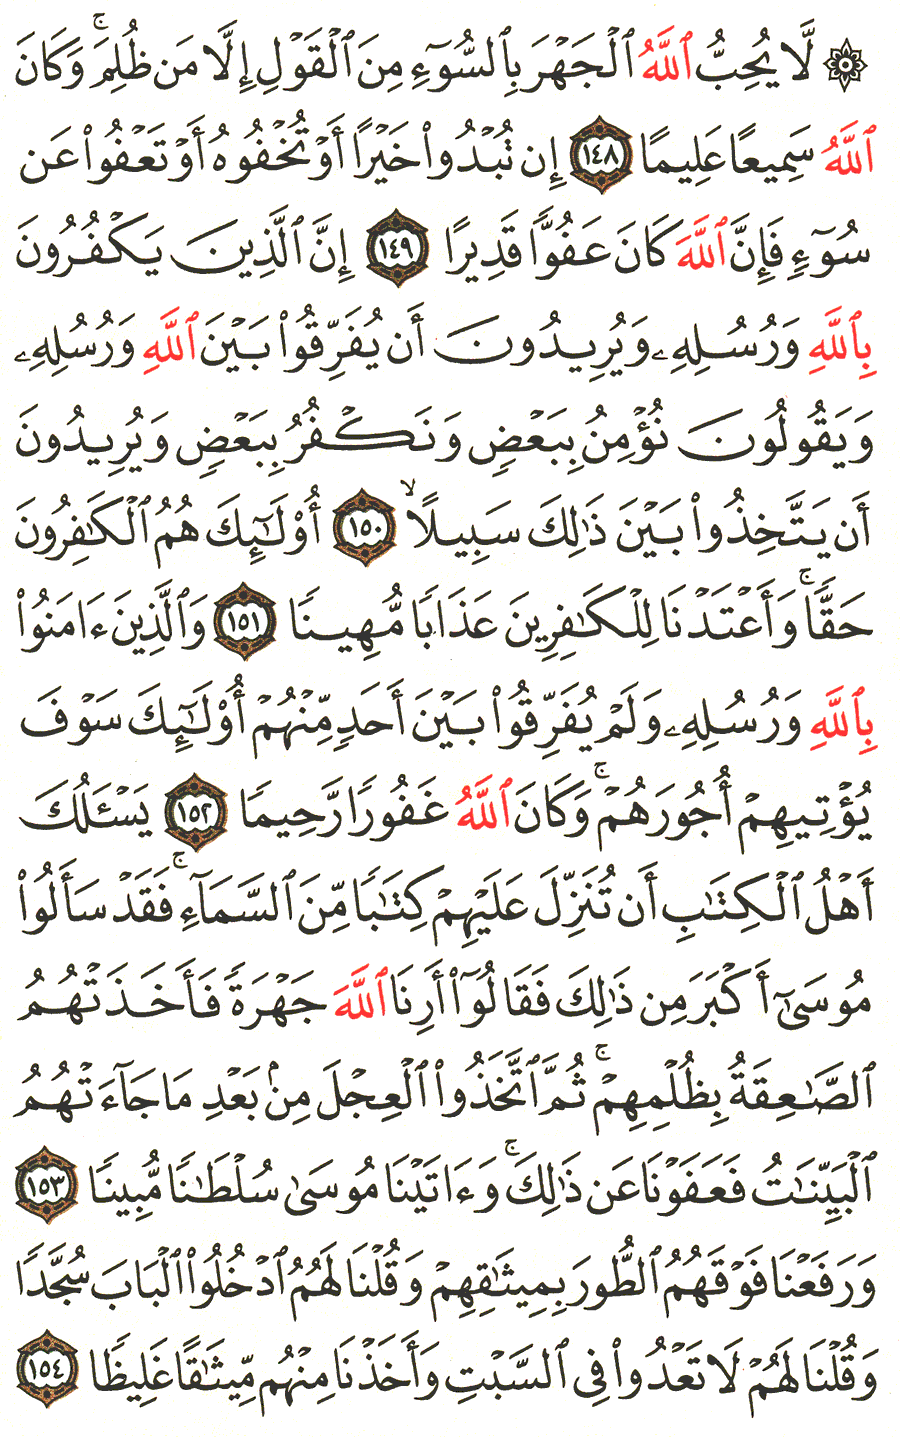 ۞ لَّا يُحِبُّ ٱللَّهُ ٱلْجَهْرَ بِٱلسُّوٓءِ مِنَ ٱلْقَوْلِ إِلَّا مَن ظُلِمَ ۚ وَكَانَ
ٱللَّهُ سَمِيعًا عَلِيمًا ١٤٨ إِن تُبْدُوا۟ خَيْرًا أَوْ تُخْفُوهُ أَوْ تَعْفُوا۟ عَن
سُوٓءٍ فَإِنَّ ٱللَّهَ كَانَ عَفُوًّا قَدِيرًا ١٤٩ إِنَّ ٱلَّذِينَ يَكْفُرُونَ
بِٱللَّهِ وَرُسُلِهِۦ وَيُرِيدُونَ أَن يُفَرِّقُوا۟ بَيْنَ ٱللَّهِ وَرُسُلِهِۦ
وَيَقُولُونَ نُؤْمِنُ بِبَعْضٍ وَنَكْفُرُ بِبَعْضٍ وَيُرِيدُونَ
أَن يَتَّخِذُوا۟ بَيْنَ ذَٰلِكَ سَبِيلًا ۙ ١٥٠ أُو۟لَٰٓئِكَ هُمُ ٱلْكَٰفِرُونَ
حَقًّا ۚ وَأَعْتَدْنَا لِلْكَٰفِرِينَ عَذَابًا مُّهِينًا ١٥١ وَٱلَّذِينَ ءَامَنُوا۟
بِٱللَّهِ وَرُسُلِهِۦ وَلَمْ يُفَرِّقُوا۟ بَيْنَ أَحَدٍ مِّنْهُمْ أُو۟لَٰٓئِكَ سَوْفَ
يُؤْتِيهِمْ أُجُورَهُمْ ۚ وَكَانَ ٱللَّهُ غَفُورًا رَّحِيمًا ١٥٢ يَسْـَٔلُكَ
أَهْلُ ٱلْكِتَٰبِ أَن تُنَزِّلَ عَلَيْهِمْ كِتَٰبًا مِّنَ ٱلسَّمَآءِ ۚ فَقَدْ سَأَلُوا۟
مُوسَىٰٓ أَكْبَرَ مِن ذَٰلِكَ فَقَالُوٓا۟ أَرِنَا ٱللَّهَ جَهْرَةً فَأَخَذَتْهُمُ
ٱلصَّٰعِقَةُ بِظُلْمِهِمْ ۚ ثُمَّ ٱتَّخَذُوا۟ ٱلْعِجْلَ مِنۢ بَعْدِ مَا جَآءَتْهُمُ
ٱلْبَيِّنَٰتُ فَعَفَوْنَا عَن ذَٰلِكَ ۚ وَءَاتَيْنَا مُوسَىٰ سُلْطَٰنًا مُّبِينًا ١٥٣
وَرَفَعْنَا فَوْقَهُمُ ٱلطُّورَ بِمِيثَٰقِهِمْ وَقُلْنَا لَهُمُ ٱدْخُلُوا۟ ٱلْبَابَ سُجَّدًا
وَقُلْنَا لَهُمْ لَا تَعْدُوا۟ فِى ٱلسَّبْتِ وَأَخَذْنَا مِنْهُم مِّيثَٰقًا غَلِيظًا ١٥٤